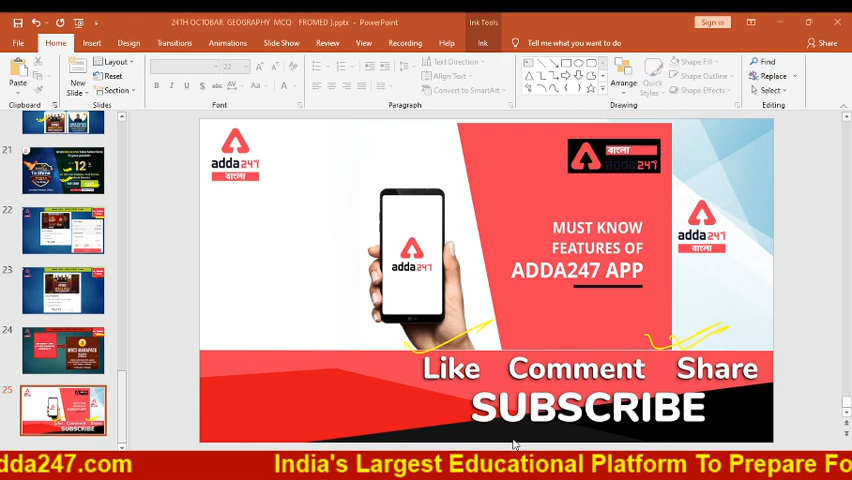 24TH OCTOBAR GEOGRAPHY MCQ FROMED ].pptx - PowerPoint
Ink Tools
Sign in
File Home Insert Design Transitions Animations Slide Show Review View Recording Help Ink Tell me what you want to do Share
Paste
Clipboard
New
Slide
Layout
Reset
Section
Slides
22
Font
Text Direction
Align Text
Convert to SmartArt
Paragraph
Arrange
Quick
Styles
Shape Fill
Shape Outline
Shape Effects
Drawing
Find
Replace
Select
Editing
21
22
23
24
25
adda247
বাংলা
বাংলা
adda247
adda247
বাংলা
adda247
MUST KNOW
FEATURES OF
ADDA247 APP
Like Comment Share
SUBSCRIBE
dda247.com India's Largest Educational Platform To Prepare Fo